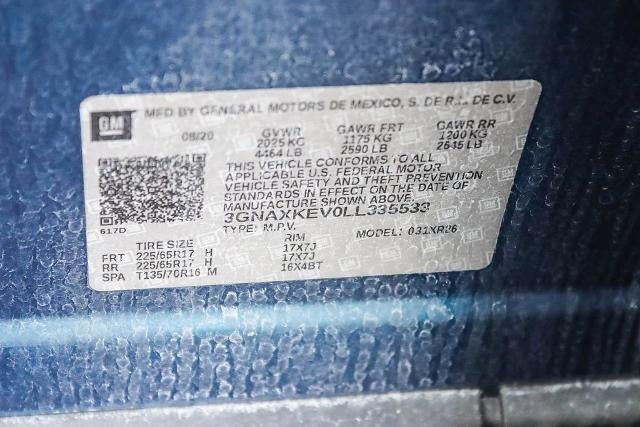 GM MFD BY GENERAL MOTORS DE MEXICO, S. DE R.L. DE C.V.
08/20 GVWR GAWR FRT GAWR RR
2025 KG 1175 KG 1200 KG
4464 LB 2590 LB 2645 LB
THIS VEHICLE CONFORMS TO ALL
APPLICABLE U.S. FEDERAL MOTOR
VEHICLE SAFETY AND THEFT PREVENTION
STANDARDS IN EFFECT ON THE DATE OF
MANUFACTURE SHOWN ABOVE.
3GNAXKEV0LL335533
617D TYPE: M.P.V. MODEL: 031XR26
TIRE SIZE RIM
FRT 225/65R17 H 17X7J
RR 225/65R17 H 17X7J
SPA T135/70R16 M 16X4BT